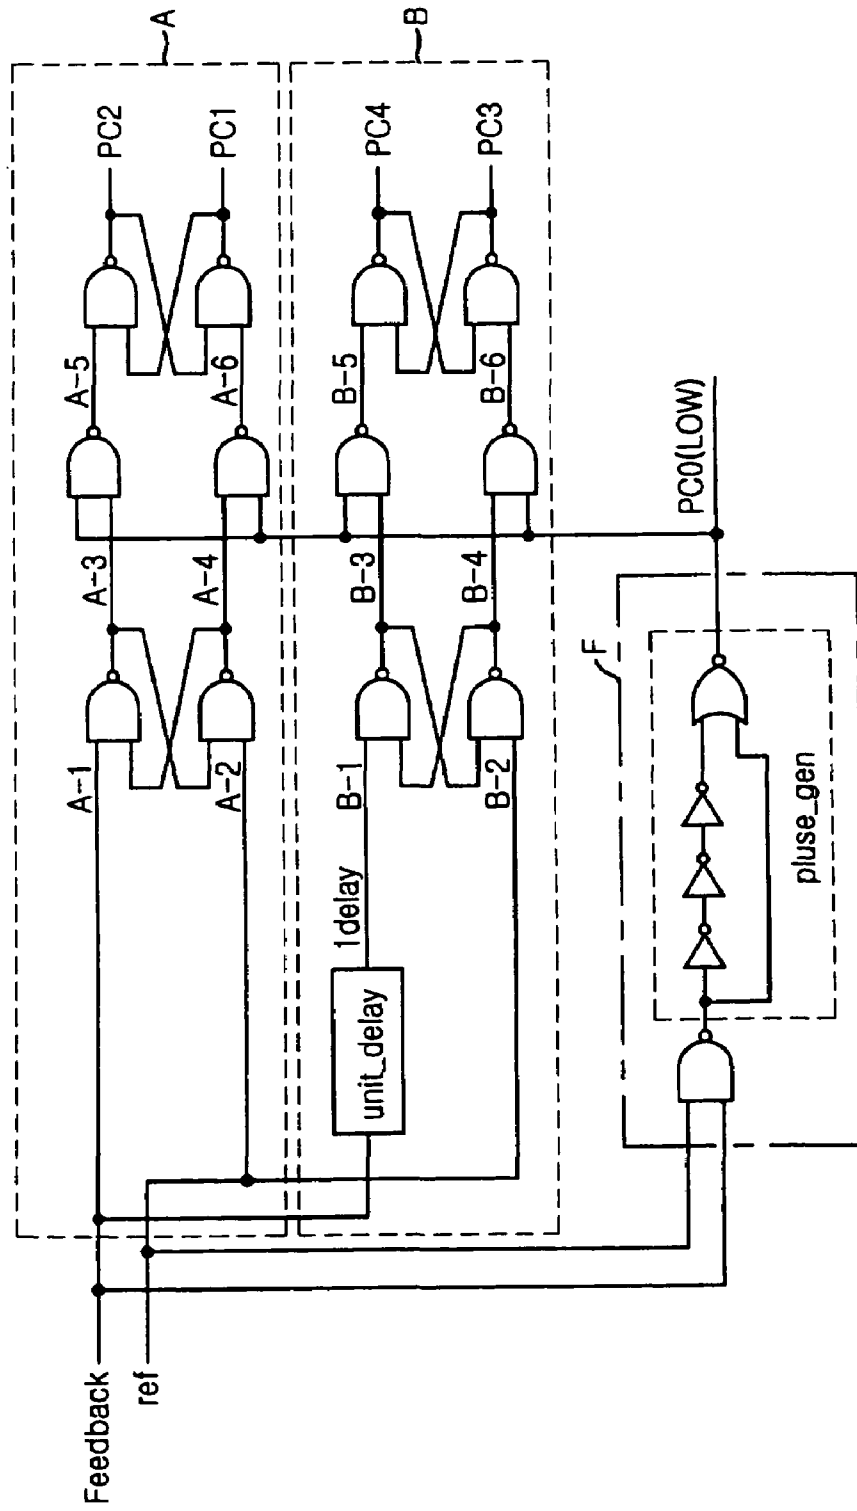 A
B
PC2
PC1
PC4
PC3
A-5
A-6
B-5
B-6
PC0(LOW)
A-3
A-4
B-3
B-4
F
A-1
A-2
B-1
B-2
1delay
unit_delay
pluse_gen
Feedback
ref